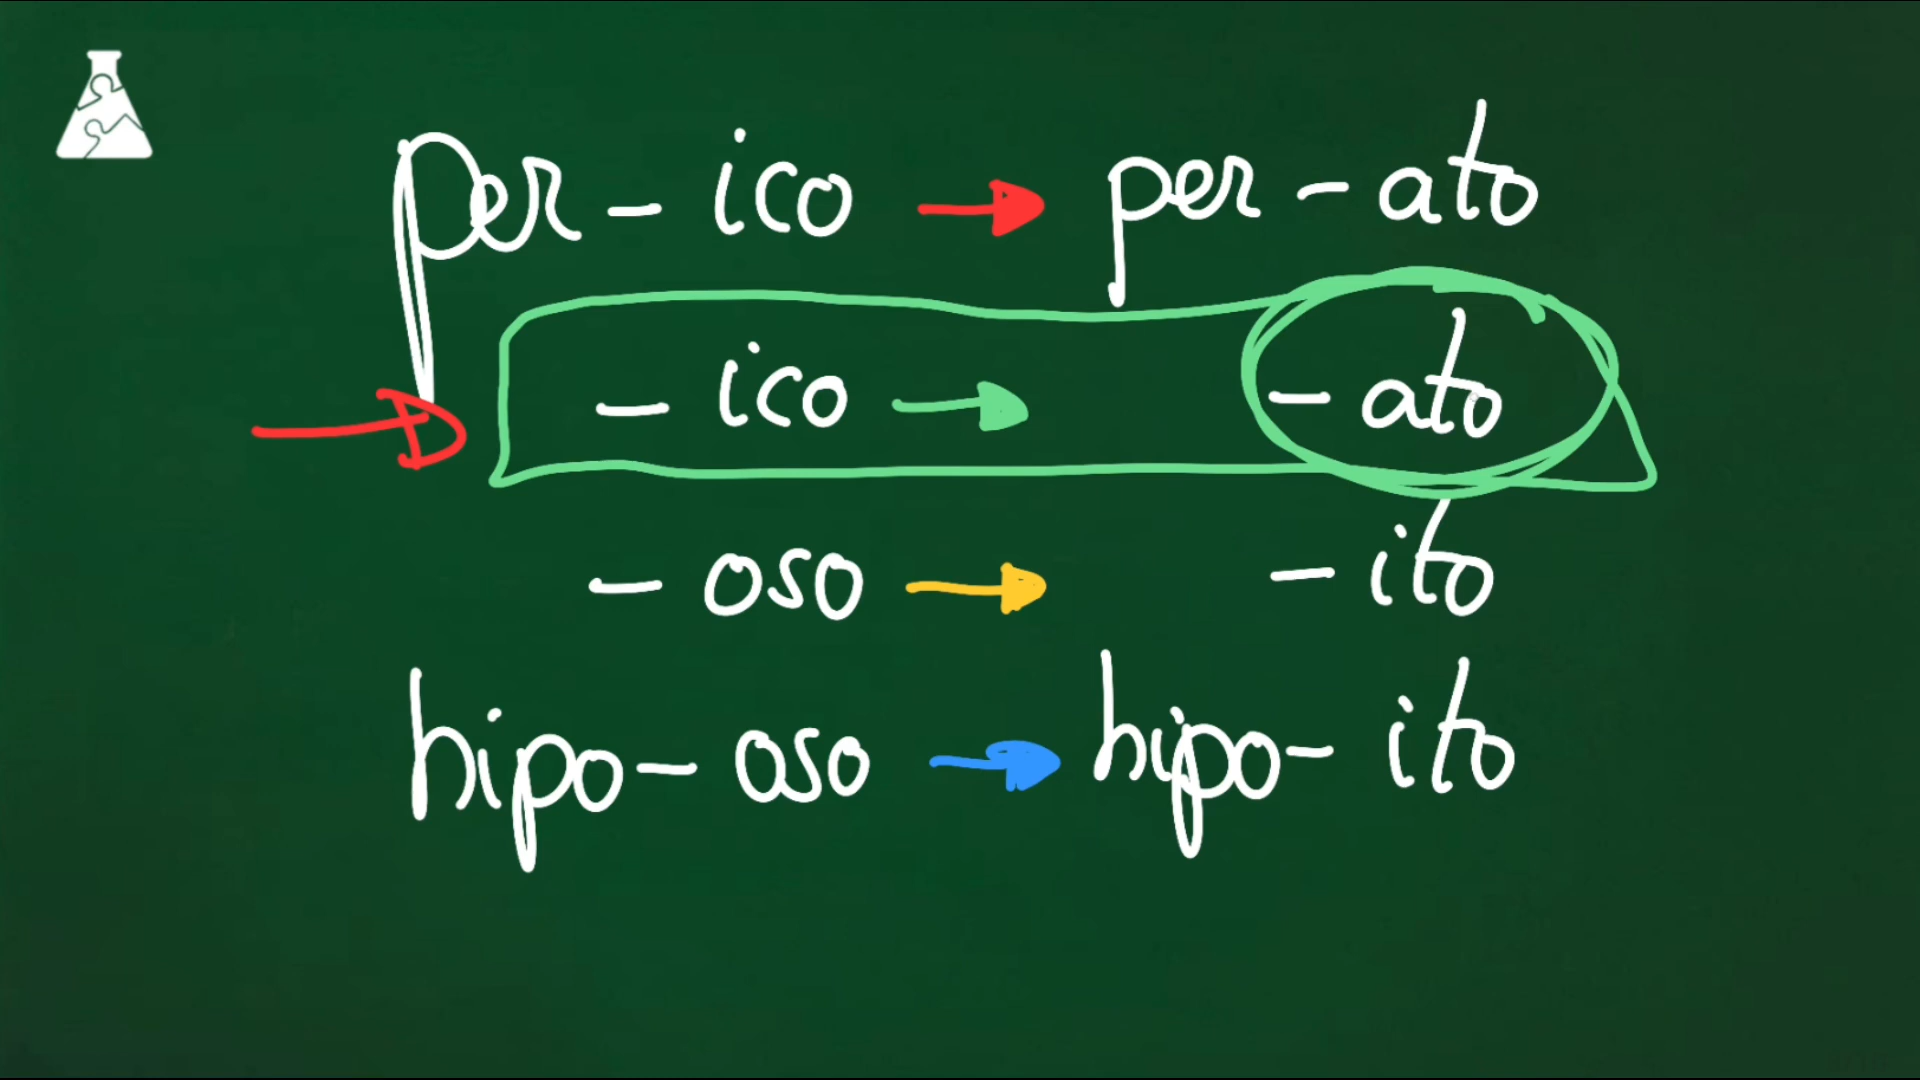 per - ico → per - ato
- ico → - ato
- oso → - ito
hipo - oso → hipo - ito